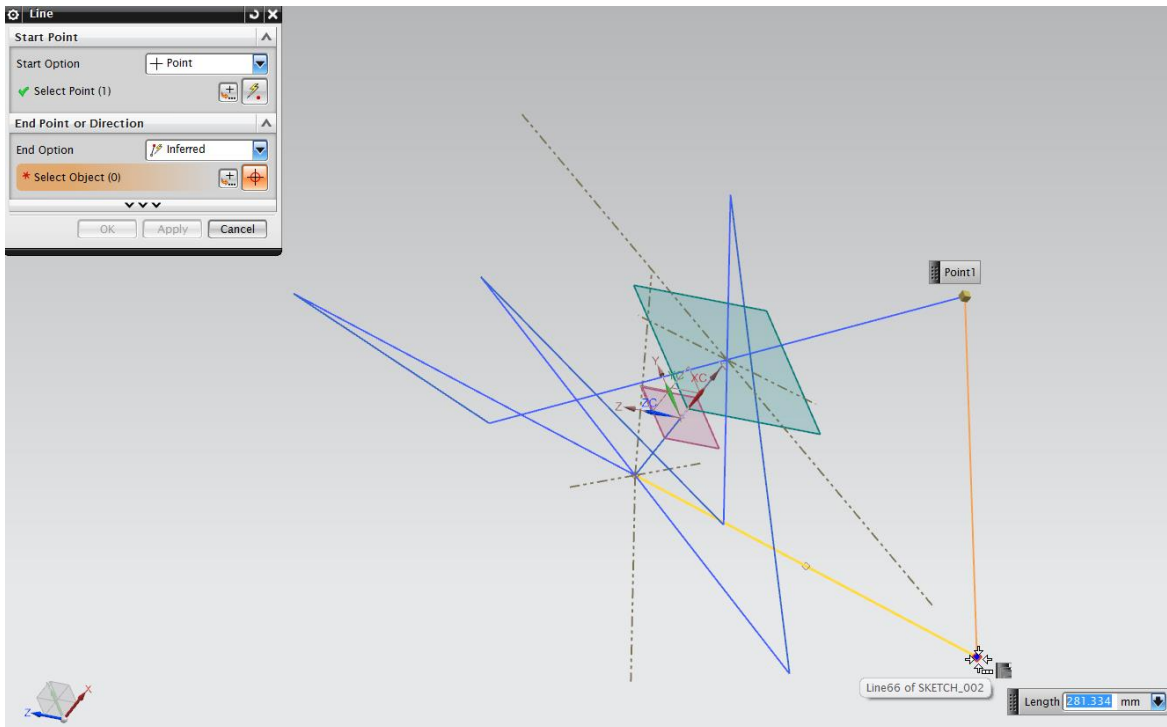 Line
Start Point
Start Option
Point
Select Point (1)
End Point or Direction
End Option
Inferred
* Select Object (0)
OK Apply Cancel
Point1
Y
XC
Z
ZC
Line66 of SKETCH_002
Length 281.334 mm
X
Z